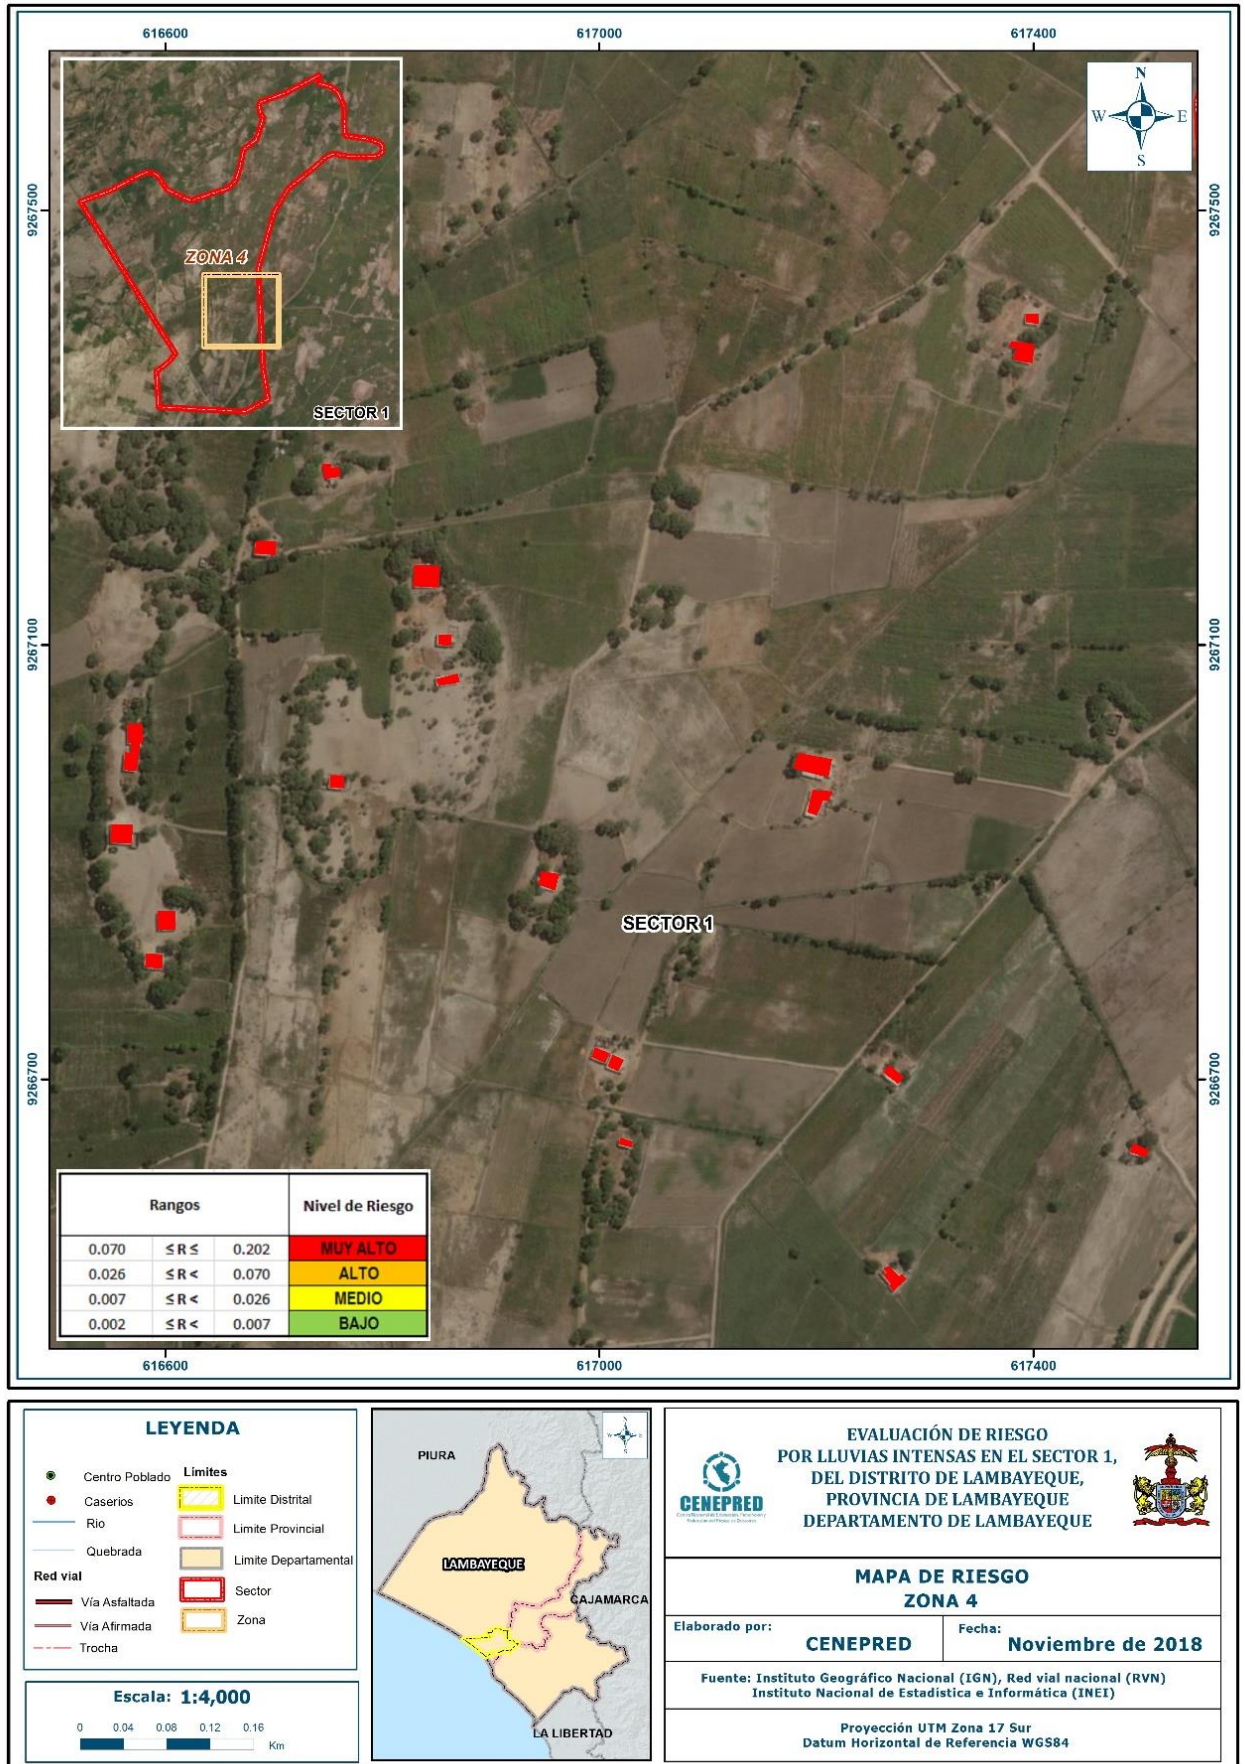 616600
617000
617400
N
W E
S
9267500
9267500
ZONA 4
SECTOR 1
9267100
9267100
SECTOR 1
9266700
9266700
Rangos Nivel de Riesgo
0.070 ≤ R ≤ 0.202 MUY ALTO
0.026 ≤ R < 0.070 ALTO
0.007 ≤ R < 0.026 MEDIO
0.002 ≤ R < 0.007 BAJO
616600
617000
617400
LEYENDA
Centro Poblado
Caserios
Rio
Quebrada
Red vial
Vía Asfaltada
Vía Afirmada
Trocha
Límites
Limite Distrital
Limite Provincial
Limite Departamental
Sector
Zona
Escala: 1:4,000
0 0.04 0.08 0.12 0.16
Km
PIURA
LAMBAYEQUE
CAJAMARCA
LA LIBERTAD
CENEPRED
EVALUACIÓN DE RIESGO
POR LLUVIAS INTENSAS EN EL SECTOR 1,
DEL DISTRITO DE LAMBAYEQUE,
PROVINCIA DE LAMBAYEQUE
DEPARTAMENTO DE LAMBAYEQUE
MAPA DE RIESGO
ZONA 4
Elaborado por:
CENEPRED
Fecha:
Noviembre de 2018
Fuente: Instituto Geográfico Nacional (IGN), Red vial nacional (RVN)
Instituto Nacional de Estadística e Informática (INEI)
Proyección UTM Zona 17 Sur
Datum Horizontal de Referencia WGS84